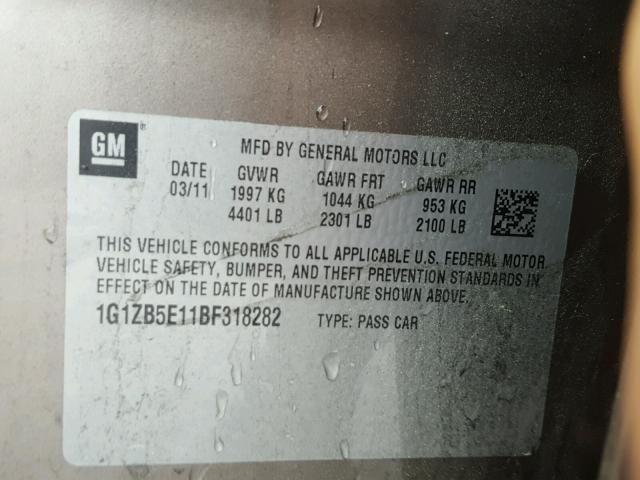 GM
MFD BY GENERAL MOTORS LLC
DATE GVWR GAWR FRT GAWR RR
03/11 1997 KG 1044 KG 953 KG
4401 LB 2301 LB 2100 LB
THIS VEHICLE CONFORMS TO ALL APPLICABLE U.S. FEDERAL MOTOR
VEHICLE SAFETY, BUMPER, AND THEFT PREVENTION STANDARDS IN
EFFECT ON THE DATE OF MANUFACTURE SHOWN ABOVE.
1G1ZB5E11BF318282 TYPE: PASS CAR